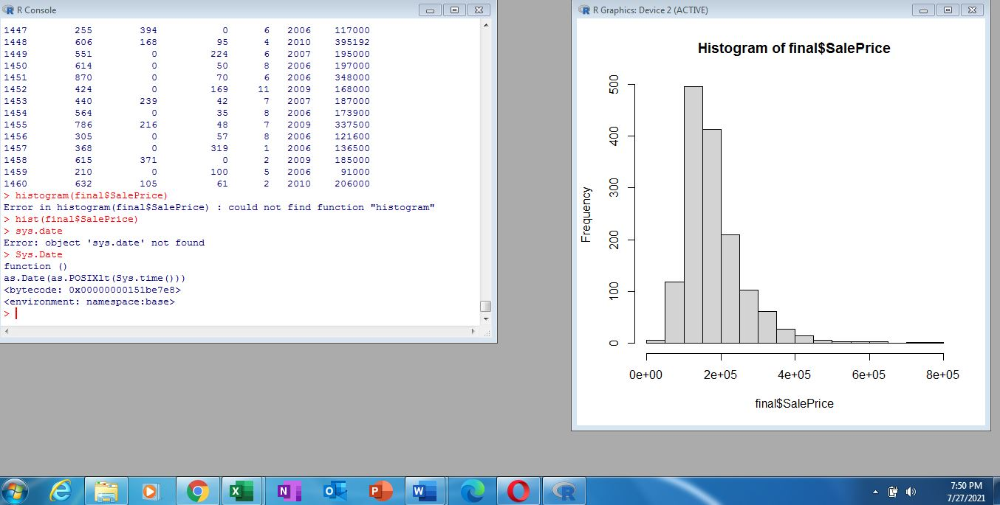 R Console
1447 255 394 0 6 2006 117000
1448 606 168 95 4 2010 395192
1449 551 0 224 6 2007 195000
1450 614 0 50 8 2006 197000
1451 870 0 70 6 2006 348000
1452 424 0 169 11 2009 168000
1453 440 239 42 7 2007 187000
1454 564 0 35 8 2006 173900
1455 786 216 48 7 2009 337500
1456 305 0 57 8 2006 121600
1457 368 0 319 1 2006 136500
1458 615 371 0 2 2009 185000
1459 210 0 100 5 2006 91000
1460 632 105 61 2 2010 206000
> histogram(final$SalePrice)
Error in histogram(final$SalePrice) : could not find function "histogram"
> hist(final$SalePrice)
> sys.date
Error: object 'sys.date' not found
> Sys.Date
function ()
as.Date(as.POSIXlt(Sys.time()))
<bytecode: 0x00000000151be7e8>
<environment: namespace:base>
>
R Graphics: Device 2 (ACTIVE)
Histogram of final$SalePrice
Frequency
500
400
300
200
100
0
0e+00 2e+05 4e+05 6e+05 8e+05
final$SalePrice
7:50 PM
7/27/2021